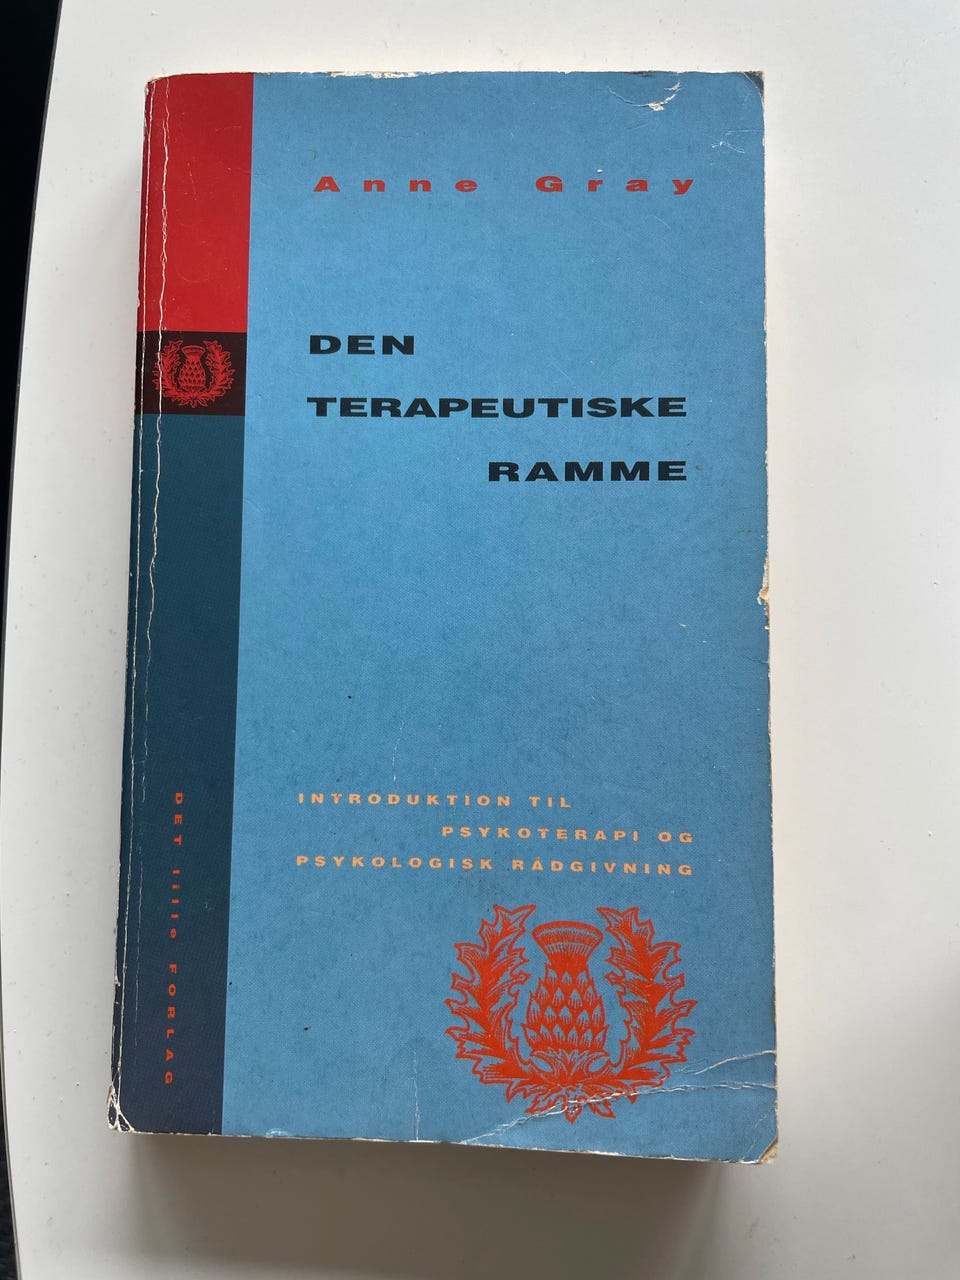 Anne Gray
DEN
TERAPEUTISKE
RAMME
INTRODUKTION TIL
PSYKOTERAPI OG
PSYKOLOGISK RÅDGIVNING
DET lille FORLAG